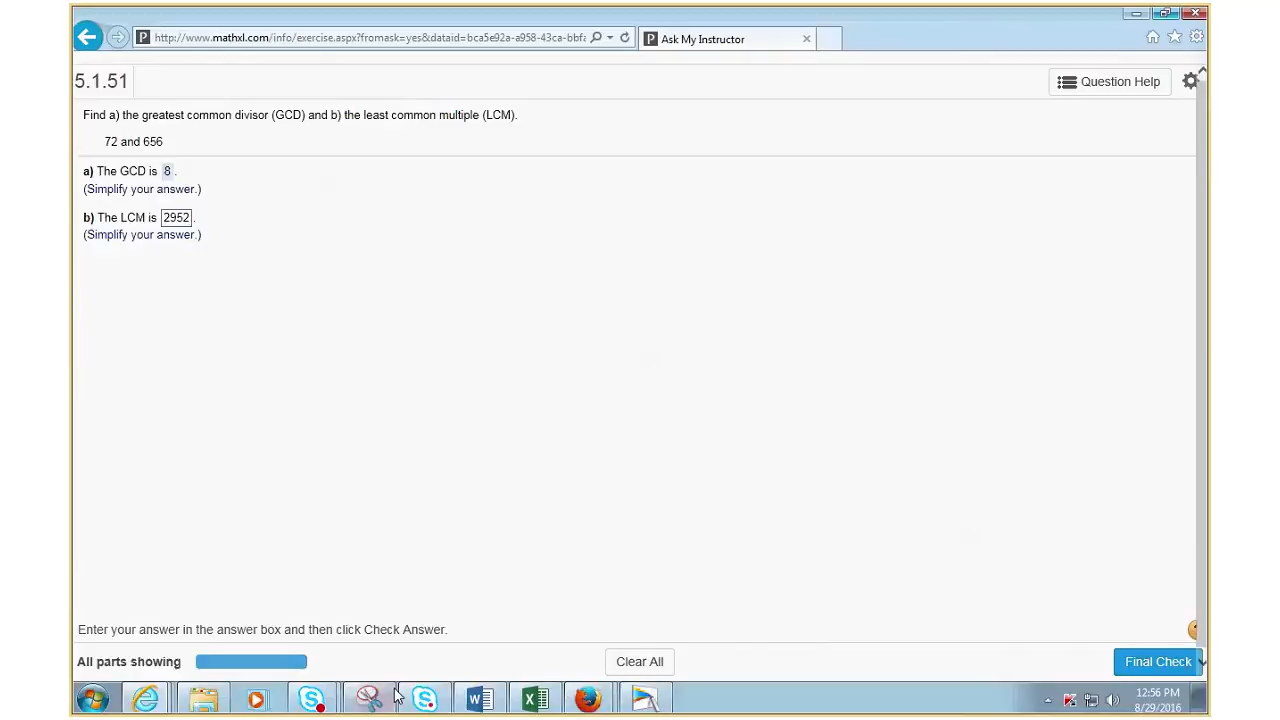 http://www.mathxl.com/info/exercise.aspx?fromask=yes&dataid=bca5e92a-a958-43ca-bbfa
Ask My Instructor
5.1.51
Question Help
Find a) the greatest common divisor (GCD) and b) the least common multiple (LCM).
72 and 656
a) The GCD is 8.
(Simplify your answer.)
b) The LCM is 2952.
(Simplify your answer.)
Enter your answer in the answer box and then click Check Answer.
All parts showing
Clear All
Final Check
12:56 PM
8/29/2016